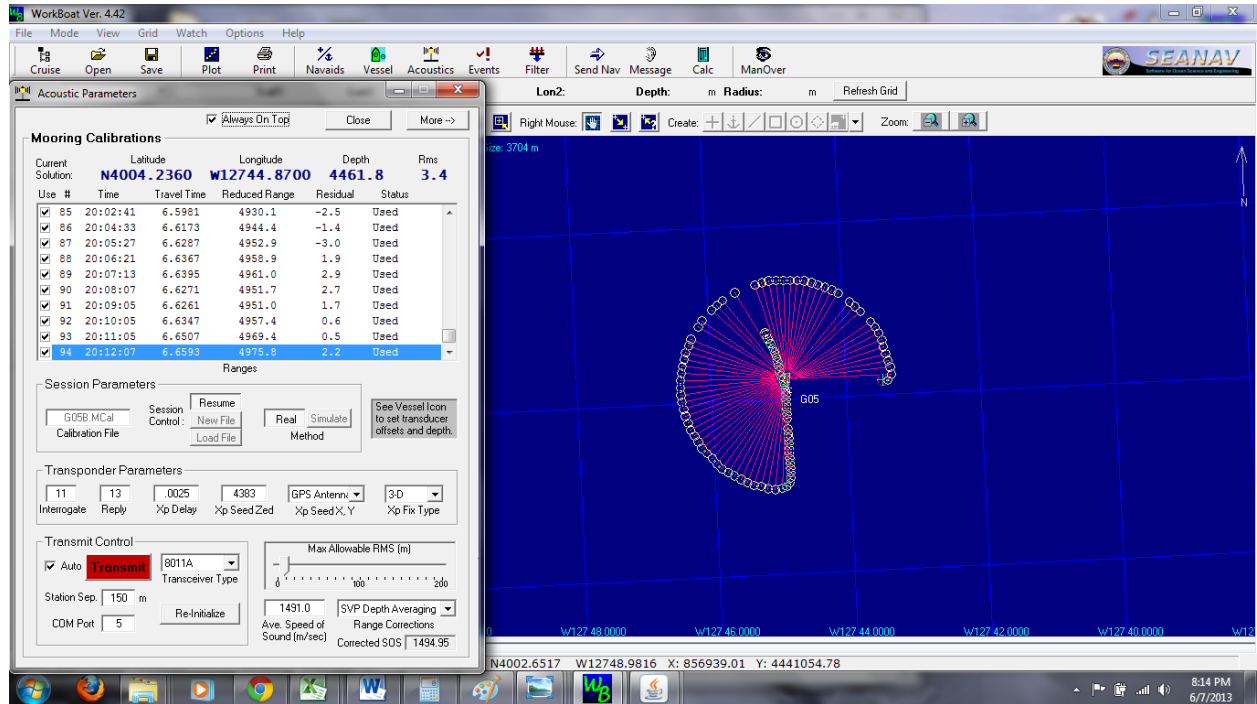 WorkBoat Ver. 4.42
File Mode View Grid Watch Options Help
Cruise Open Save Plot Print Navaids Vessel Acoustics Events Filter Send Nav Message Calc ManOver
SEANAV
Software for Ocean Science and Engineering
Lon2: Depth: m Radius: m Refresh Grid
Right Mouse: Create: Zoom:
Size: 3704 m
Acoustic Parameters
Always On Top Close More -->
Mooring Calibrations
Current Solution: Latitude Longitude Depth Rms
N4004.2360 W12744.8700 4461.8 3.4
Use # Time Travel Time Reduced Range Residual Status
85 20:02:41 6.5981 4930.1 -2.5 Used
86 20:04:33 6.6173 4944.4 -1.4 Used
87 20:05:27 6.6287 4952.9 -3.0 Used
88 20:06:21 6.6367 4958.9 1.9 Used
89 20:07:13 6.6395 4961.0 2.9 Used
90 20:08:07 6.6271 4951.7 2.7 Used
91 20:09:05 6.6261 4951.0 1.7 Used
92 20:10:05 6.6347 4957.4 0.6 Used
93 20:11:05 6.6507 4969.4 0.5 Used
94 20:12:07 6.6593 4975.8 2.2 Used
Ranges
Session Parameters
G05B.MCal
Calibration File
Session Control:
Resume
New File
Load File
Real Simulate
Method
See Vessel Icon
to set transducer
offsets and depth.
Transponder Parameters
11 13 .0025 4383 GPS Antenna 3-D
Interrogate Reply Xp Delay Xp Seed Zed Xp Seed X, Y Xp Fix Type
Transmit Control
Auto Transmit 8011A
Transceiver Type
Station Sep. 150 m
COM Port 5
Re-Initialize
Max Allowable RMS (m)
0 100 200
1491.0 SVP Depth Averaging
Ave. Speed of Sound (m/sec)
Range Corrections
Corrected SOS 1494.95
N
G05
W127 48.0000 W127 46.0000 W127 44.0000 W127 42.0000 W127 40.0000 W12
N4002.6517 W12748.9816 X: 856939.01 Y: 4441054.78
8:14 PM
6/7/2013